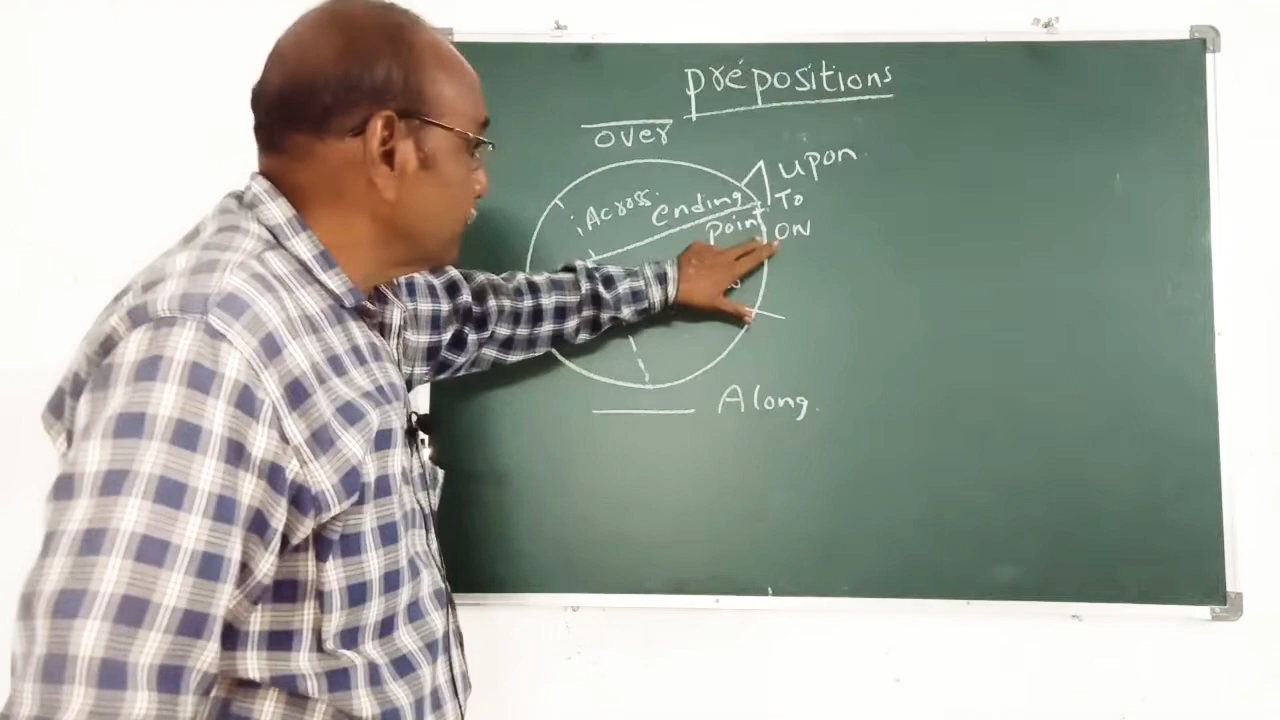 prepositions
over
upon
Across ending To
point ON
Along.